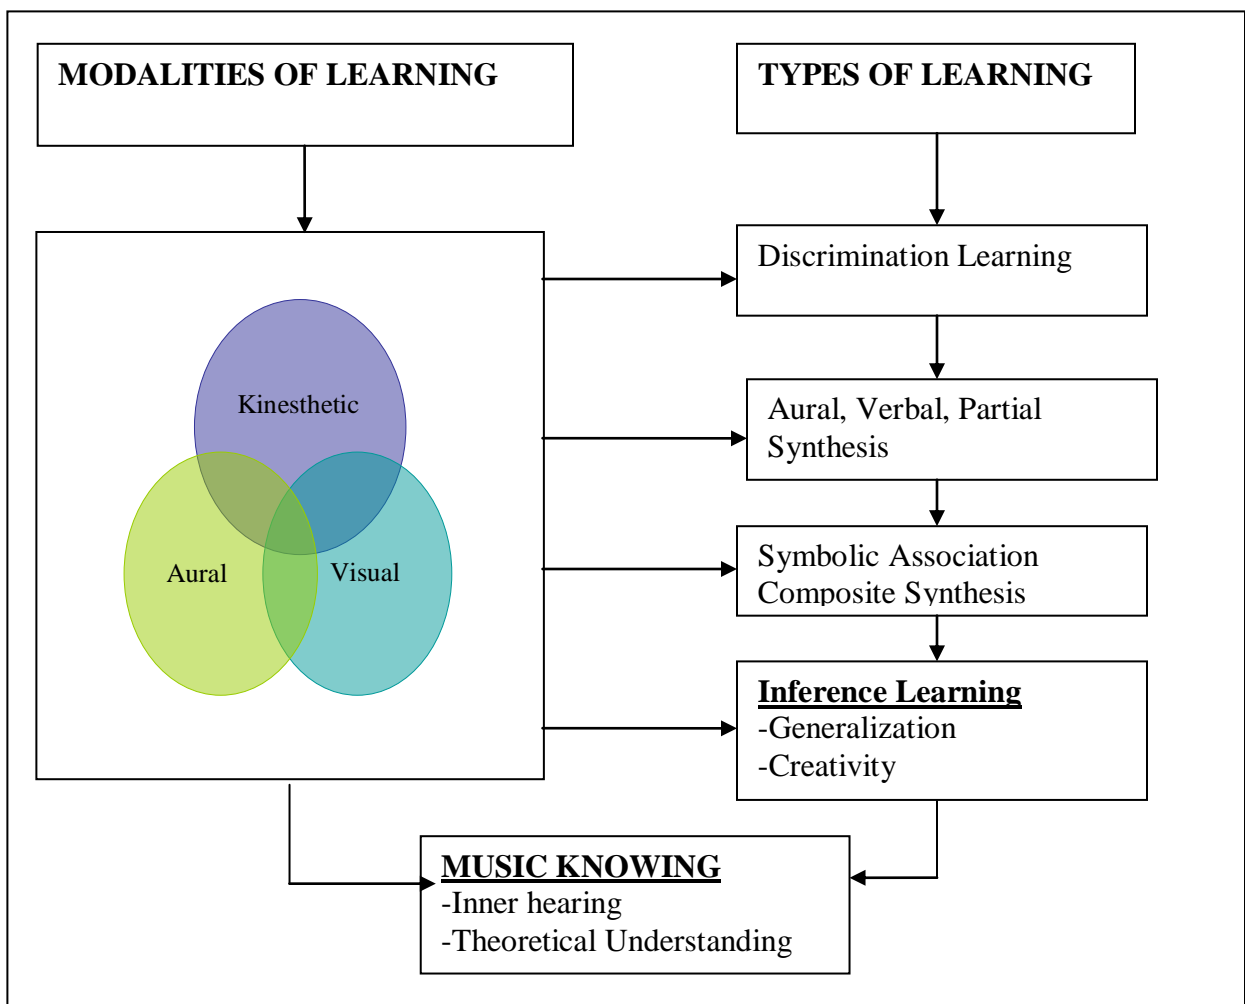 MODALITIES OF LEARNING
TYPES OF LEARNING
Discrimination Learning
Kinesthetic
Aural, Verbal, Partial
Synthesis
Aural
Visual
Symbolic Association
Composite Synthesis
Inference Learning
-Generalization
-Creativity
MUSIC KNOWING
-Inner hearing
-Theoretical Understanding